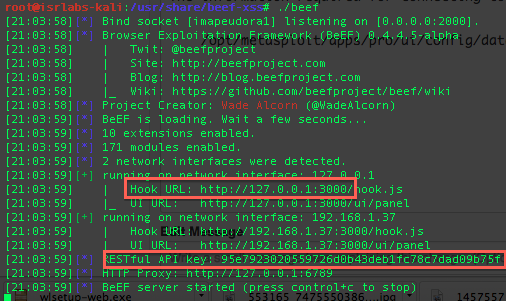 root@isrlabs-kali:/usr/share/beef-xss# ./beef
[21:03:58][*] Bind socket [imapeudora1] listening on [0.0.0.0:2000].
[21:03:58][*] Browser Exploitation Framework (BeEF) 0.4.4.5-alpha
/opt/metasploit/apps/pro/ui/config/dat
[21:03:58]    |   Twit: @beefproject
[21:03:58]    |   Site: http://beefproject.com
[21:03:58]    |   Blog: http://blog.beefproject.com
[21:03:58]    |_  Wiki: https://github.com/beefproject/beef/wiki
[21:03:58][*] Project Creator: Wade Alcorn (@WadeAlcorn)
[21:03:59][*] BeEF is loading. Wait a few seconds...
[21:03:59][*] 10 extensions enabled.
[21:03:59][*] 171 modules enabled.
[21:03:59][*] 2 network interfaces were detected.
[21:03:59][+] running on network interface: 127.0.0.1
[21:03:59]    |   Hook URL: http://127.0.0.1:3000/hook.js
[21:03:59]    |_  UI URL:   http://127.0.0.1:3000/ui/panel
[21:03:59][+] running on network interface: 192.168.1.37
[21:03:59]    |   Hook URL: http://192.168.1.37:3000/hook.js
[21:03:59]    |_  UI URL:   http://192.168.1.37:3000/ui/panel
[21:03:59][*] RESTful API key: 95e7923020559726d0b43deb1fc78c7dad09b75f
[21:03:59][*] HTTP Proxy: http://127.0.0.1:6789
[21:03:59][*] BeEF server started (press control+c to stop)
wisetup-web.exe
553165_7475550386...jpg
1457557